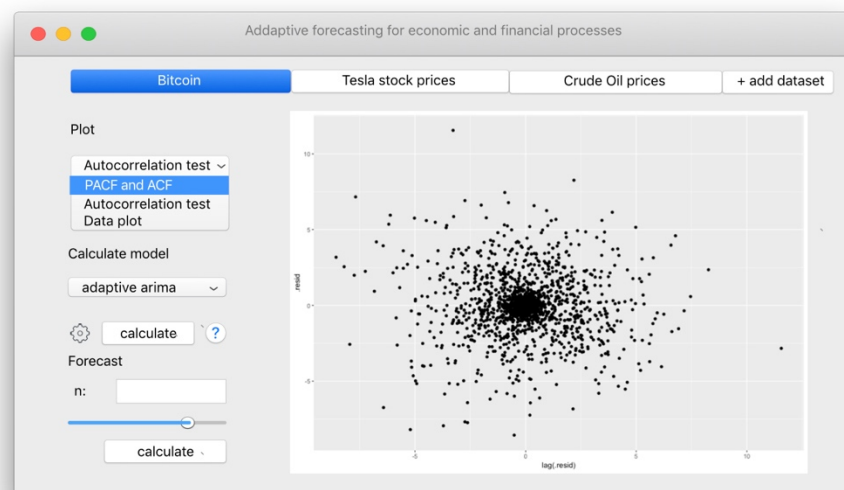 Addaptive forecasting for economic and financial processes
Bitcoin
Tesla stock prices
Crude Oil prices
+ add dataset
Plot
Autocorrelation test
PACF and ACF
Autocorrelation test
Data plot
Calculate model
adaptive arima
calculate
?
Forecast
n:
calculate
10
5
0
-5
.resid
-5
0
5
10
lag(.resid)